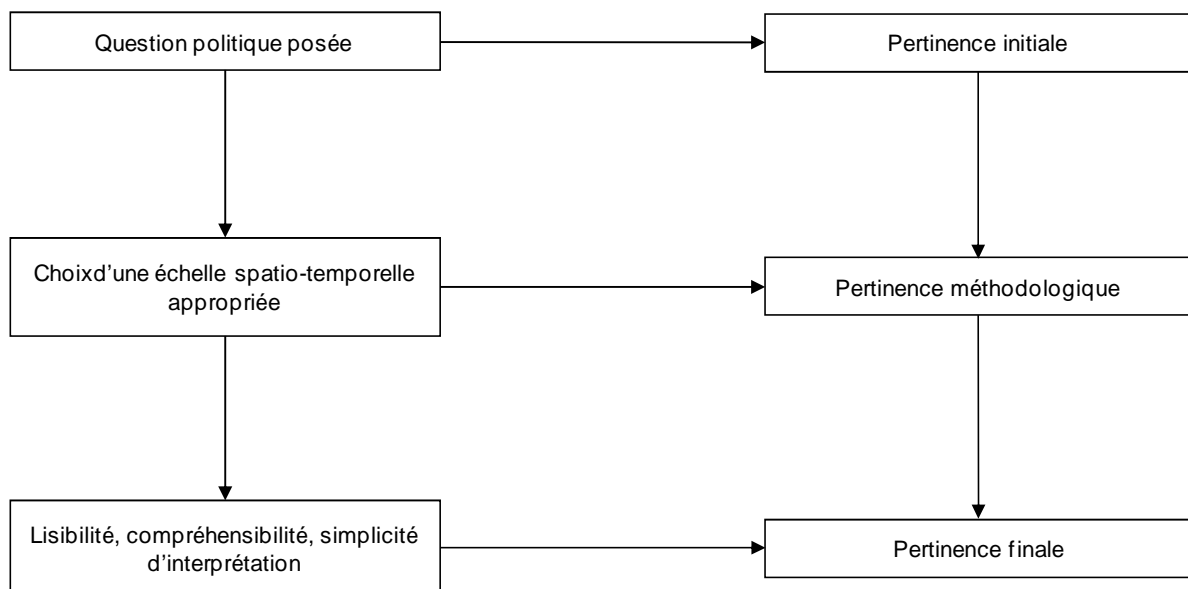 Question politique posée
Pertinence initiale
Choixd’une échelle spatio-temporelle
appropriée
Pertinence méthodologique
Lisibilité, compréhensibilité, simplicité
d’interprétation
Pertinence finale